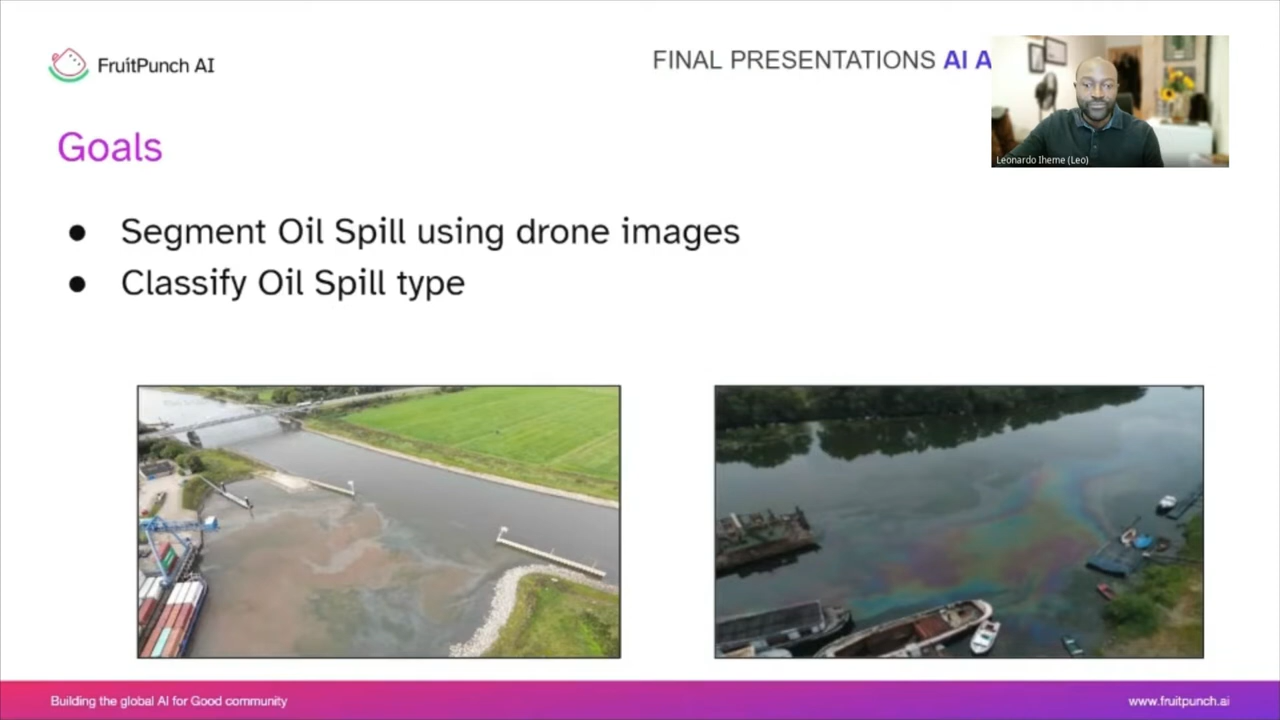 FruitPunch AI
FINAL PRESENTATIONS AI A
Leonardo Iheme (Leo)
Goals
● Segment Oil Spill using drone images
● Classify Oil Spill type
Building the global AI for Good community
www.fruitpunch.ai